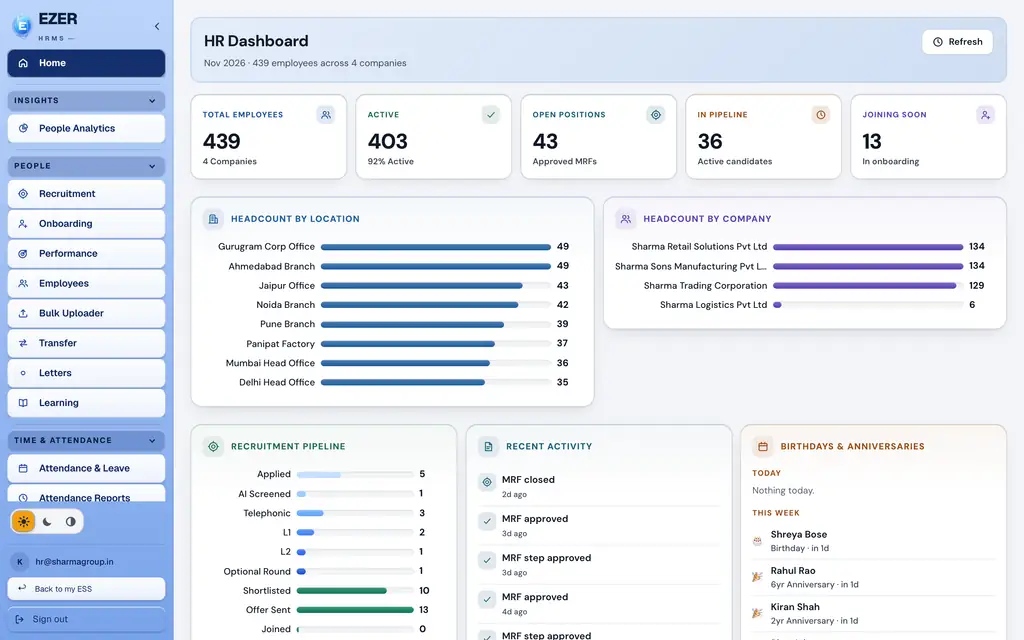 EZER
HRMS —
Home
INSIGHTS
People Analytics
PEOPLE
Recruitment
Onboarding
Performance
Employees
Bulk Uploader
Transfer
Letters
Learning
TIME & ATTENDANCE
Attendance & Leave
Attendance Reports
K hr@sharmagroup.in
Back to my ESS
Sign out
HR Dashboard
Nov 2026 · 439 employees across 4 companies
Refresh
TOTAL EMPLOYEES
439
4 Companies
ACTIVE
403
92% Active
OPEN POSITIONS
43
Approved MRFs
IN PIPELINE
36
Active candidates
JOINING SOON
13
In onboarding
HEADCOUNT BY LOCATION
Gurugram Corp Office 49
Ahmedabad Branch 49
Jaipur Office 43
Noida Branch 42
Pune Branch 39
Panipat Factory 37
Mumbai Head Office 36
Delhi Head Office 35
HEADCOUNT BY COMPANY
Sharma Retail Solutions Pvt Ltd 134
Sharma Sons Manufacturing Pvt L... 134
Sharma Trading Corporation 129
Sharma Logistics Pvt Ltd 6
RECRUITMENT PIPELINE
Applied 5
AI Screened 1
Telephonic 3
L1 2
L2 1
Optional Round 1
Shortlisted 10
Offer Sent 13
Joined 0
RECENT ACTIVITY
MRF closed
2d ago
MRF approved
3d ago
MRF step approved
3d ago
MRF approved
4d ago
MRF step approved
BIRTHDAYS & ANNIVERSARIES
TODAY
Nothing today.
THIS WEEK
Shreya Bose
Birthday · in 1d
Rahul Rao
6yr Anniversary · in 1d
Kiran Shah
2yr Anniversary · in 1d